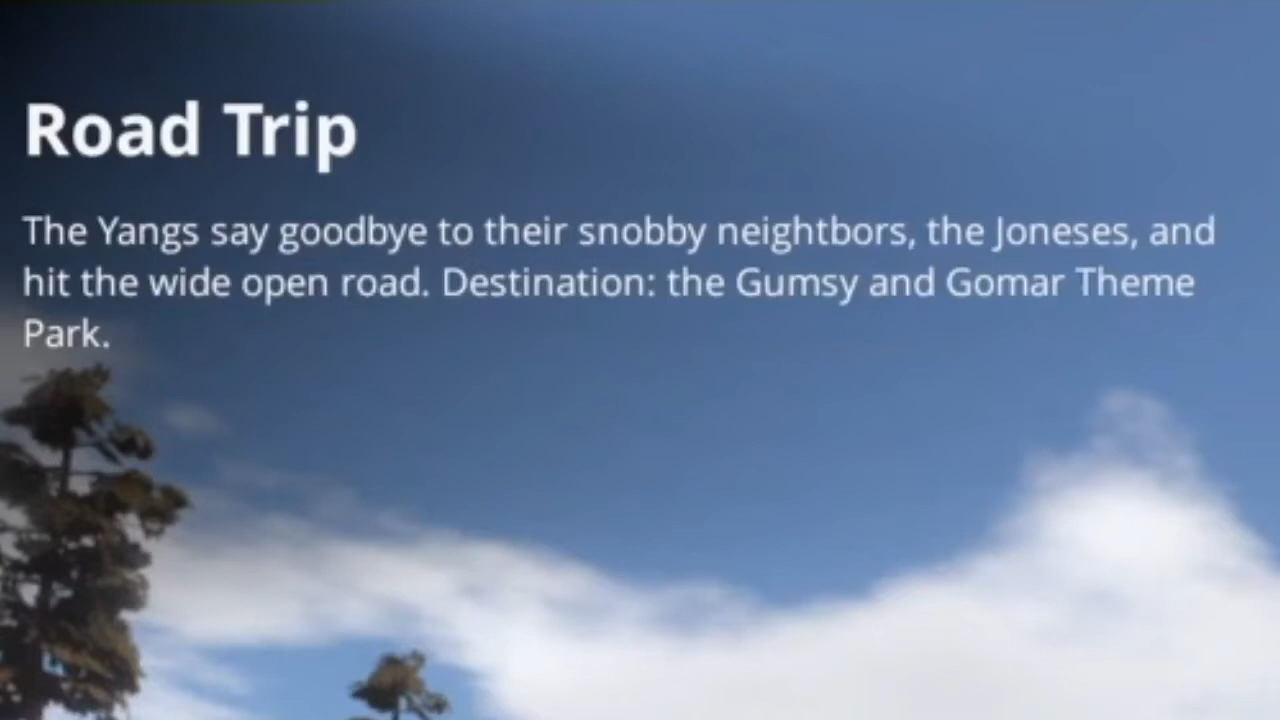 Road Trip
The Yangs say goodbye to their snobby neightbors, the Joneses, and
hit the wide open road. Destination: the Gumsy and Gomar Theme
Park.